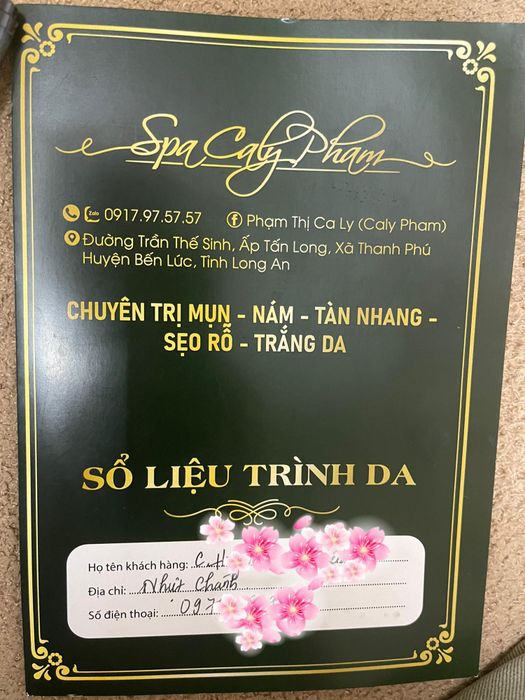 Spa Caly Pham
Zalo 0917.97.57.57 Phạm Thị Ca Ly (Caly Pham)
Đường Trần Thế Sinh, Ấp Tấn Long, Xã Thanh Phú
Huyện Bến Lức, Tỉnh Long An
CHUYÊN TRỊ MỤN - NÁM - TÀN NHANG -
SẸO RỖ - TRẮNG DA
SỔ LIỆU TRÌNH DA
Họ tên khách hàng: C.H
Địa chỉ: Nhựt Chánh
Số điện thoại: 097